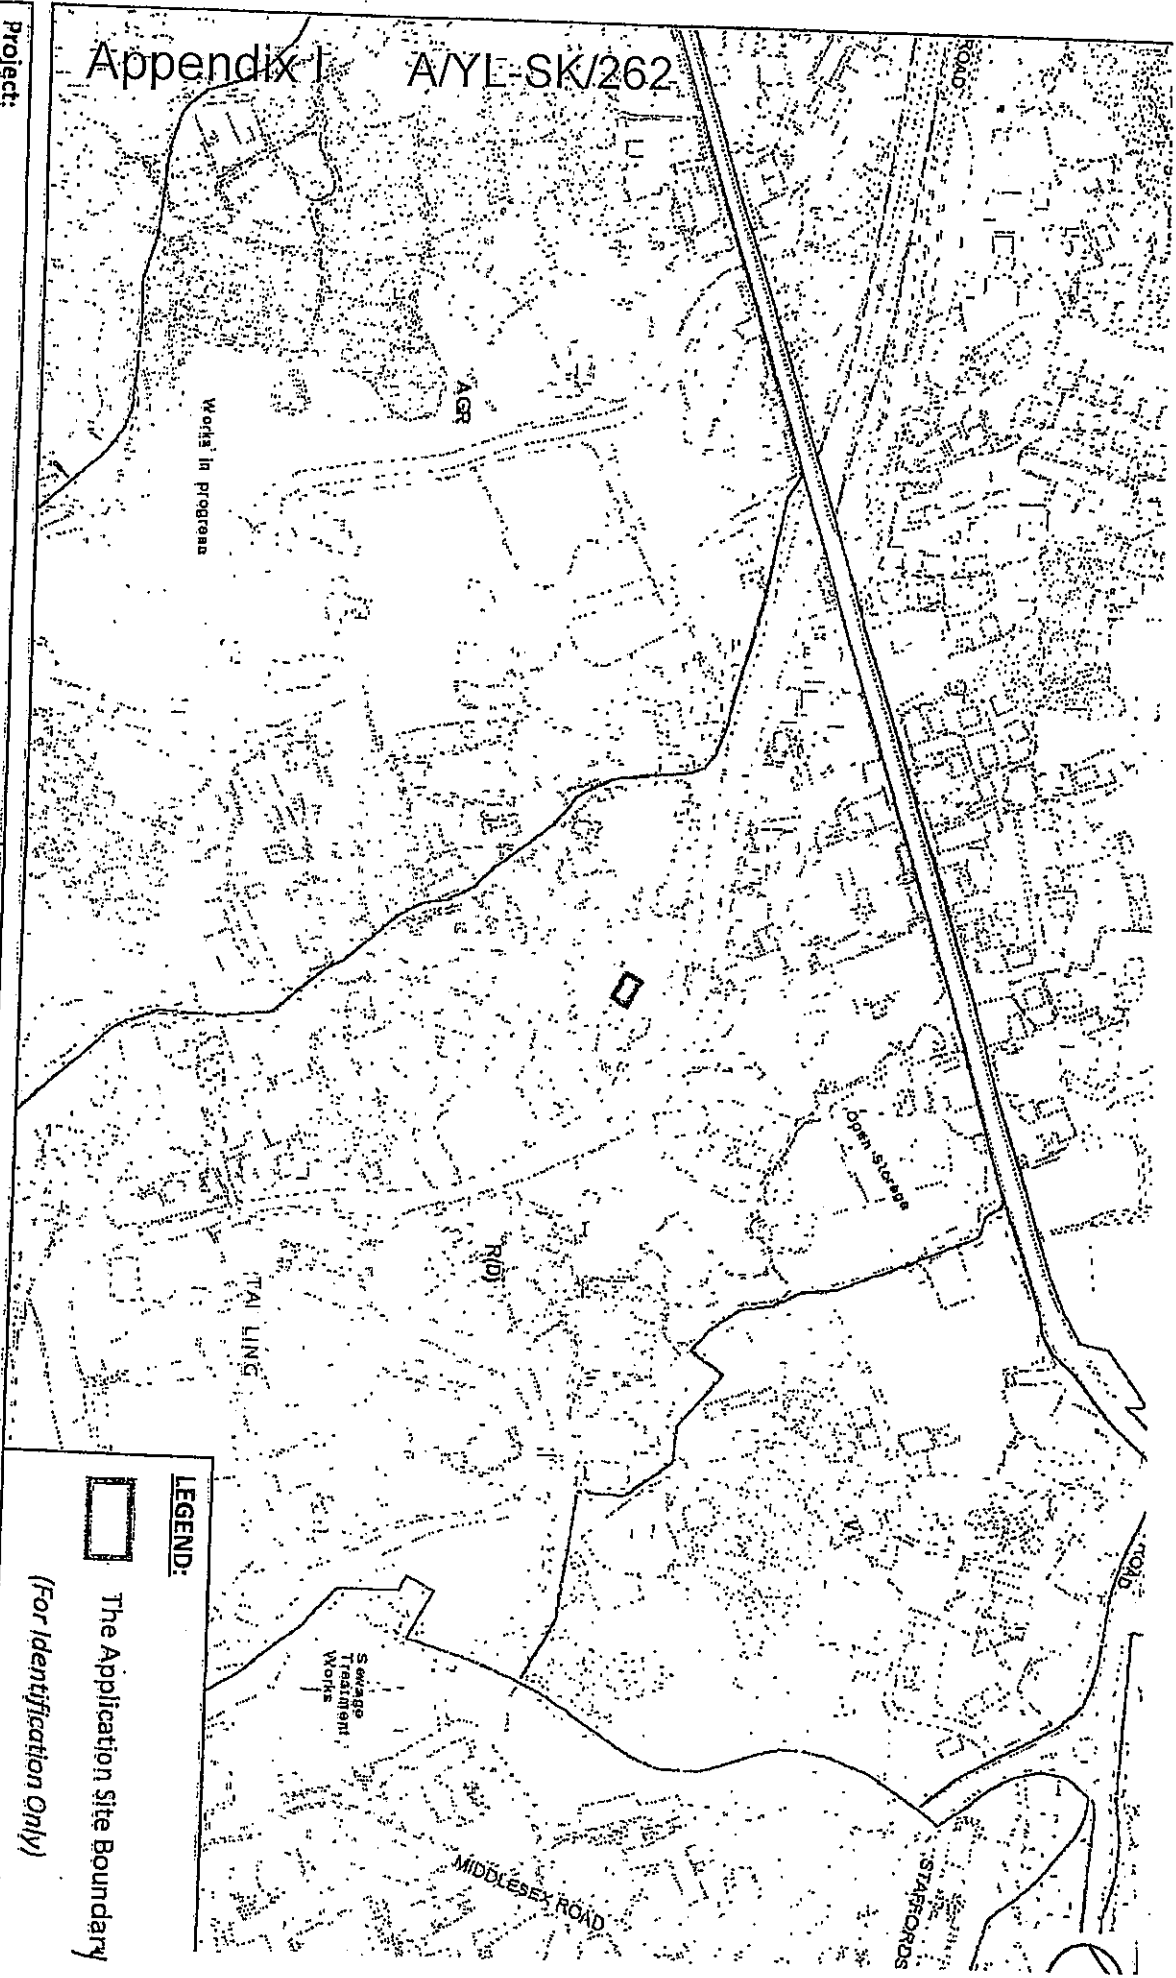 Appendix I
A/YL-SK/262
Project:
ROAD
AGR
Works in progress
Open Storage
R(D)
TAI LING
V
ROAD
Sewage
Treatment
Works
MIDDLESEX ROAD
STAFFORDS
LEGEND:
The Application Site Boundary
(For Identification Only)